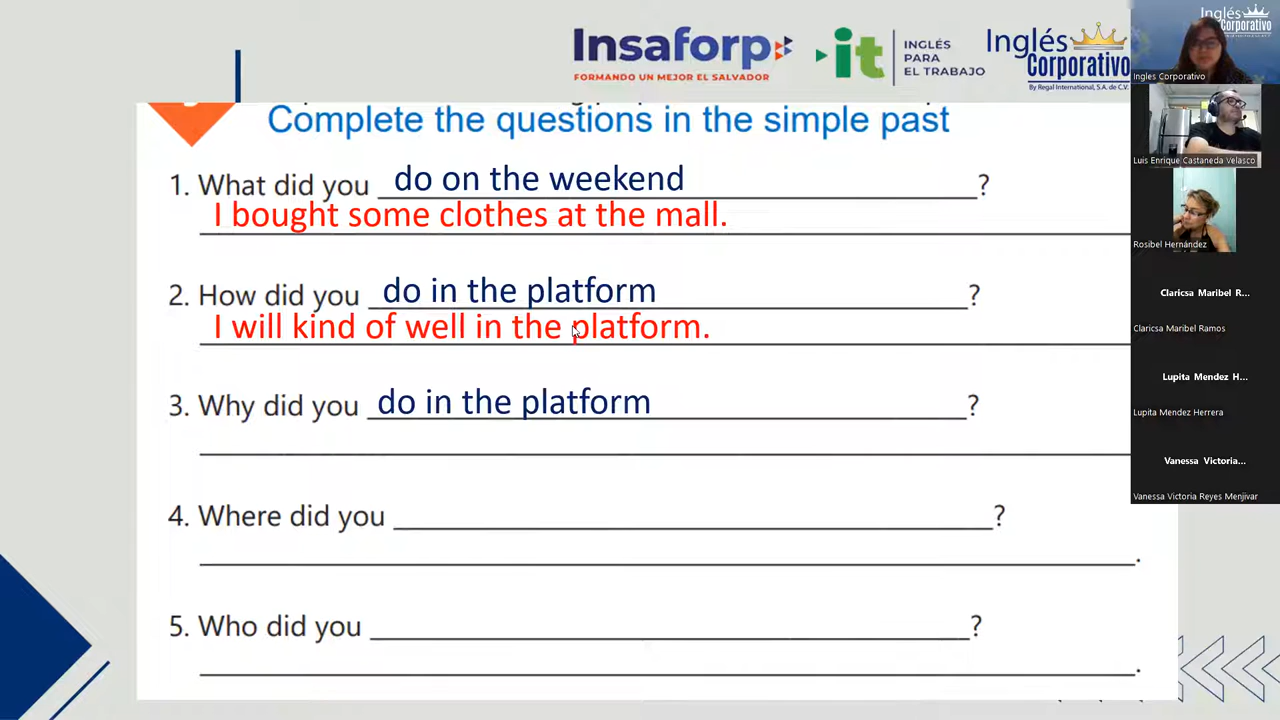 Insaforp
FORMANDO UN MEJOR EL SALVADOR
it
INGLÉS
PARA
EL TRABAJO
Inglés
Corporativo
By Regal International, S.A. de C.V.
Complete the questions in the simple past
1. What did you do on the weekend ?
I bought some clothes at the mall.
2. How did you do in the platform ?
I will kind of well in the platform.
3. Why did you do in the platform ?
4. Where did you ?
.
5. Who did you ?
.
Inglés
Corporativo
Ingles Corporativo
Luis Enrique Castaneda Velasco
Rosibel Hernández
Claricsa Maribel R...
Claricsa Maribel Ramos
Lupita Mendez H...
Lupita Mendez Herrera
Vanessa Victoria...
Vanessa Victoria Reyes Menjivar